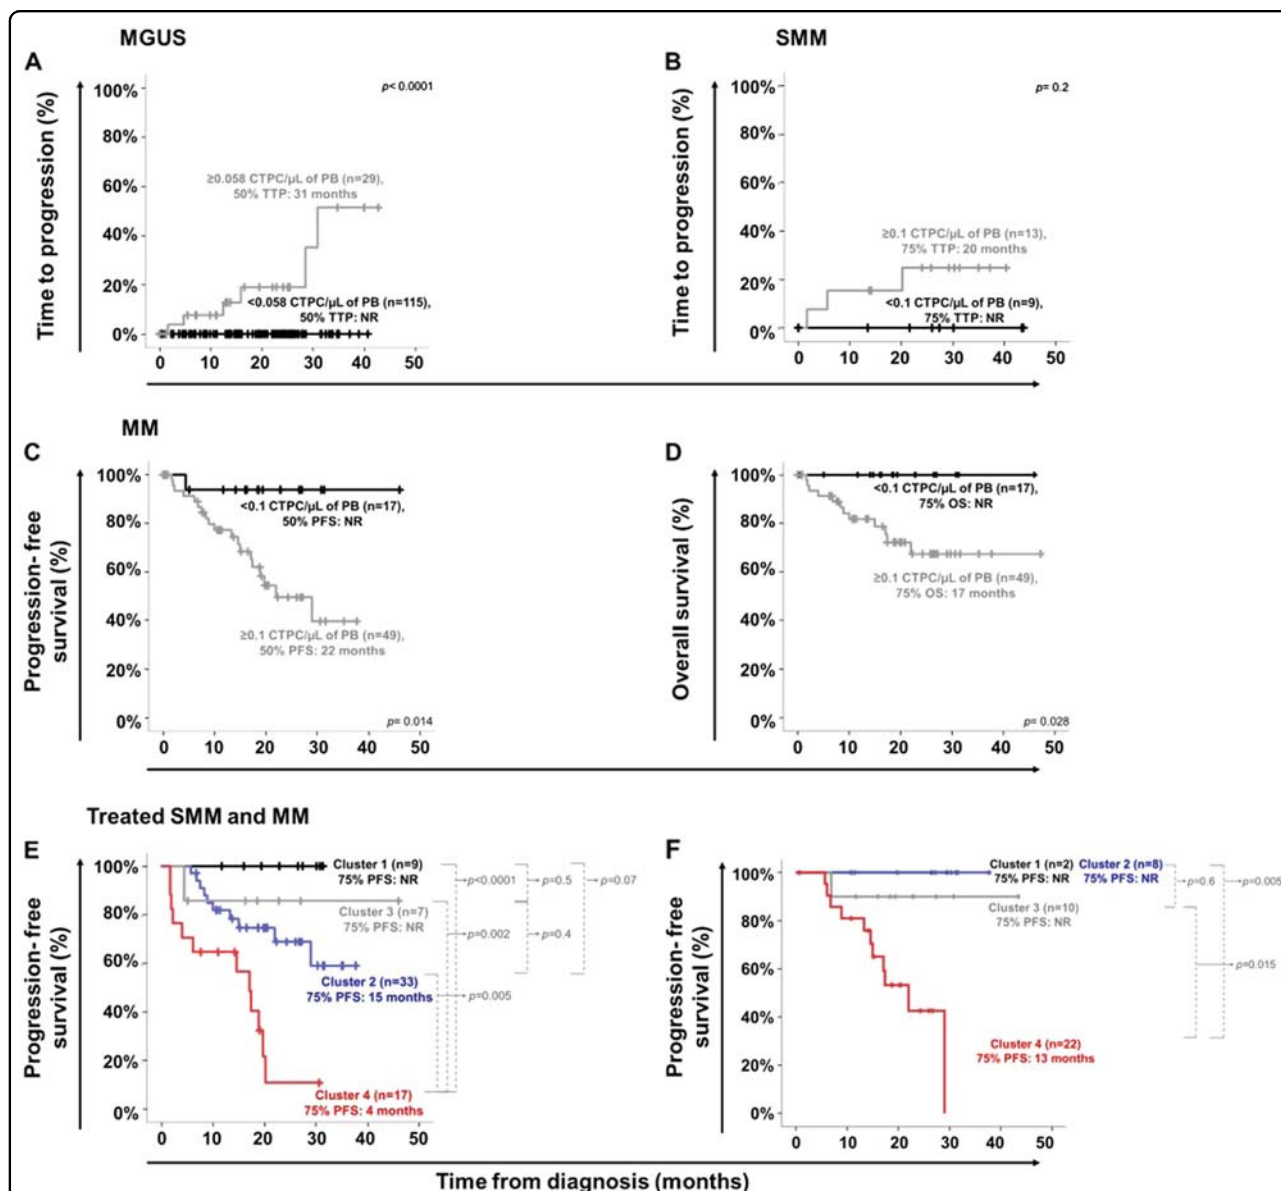 MGUS
A
Time to progression (%)
100%
80%
60%
40%
20%
0%
p< 0.0001
≥0.058 CTPC/µL of PB (n=29),
50% TTP: 31 months
<0.058 CTPC/µL of PB (n=115),
50% TTP: NR
0 10 20 30 40 50
SMM
B
Time to progression (%)
100%
80%
60%
40%
20%
0%
p= 0.2
≥0.1 CTPC/µL of PB (n=13),
75% TTP: 20 months
<0.1 CTPC/µL of PB (n=9),
75% TTP: NR
0 10 20 30 40 50
MM
C
Progression- free
survival (%)
100%
80%
60%
40%
20%
0%
<0.1 CTPC/µL of PB (n=17),
50% PFS: NR
≥0.1 CTPC/µL of PB (n=49),
50% PFS: 22 months
p= 0.014
0 10 20 30 40 50
D
Overall survival (%)
100%
80%
60%
40%
20%
0%
<0.1 CTPC/µL of PB (n=17),
75% OS: NR
≥0.1 CTPC/µL of PB (n=49),
75% OS: 17 months
p= 0.028
0 10 20 30 40 50
Treated SMM and MM
E
Progression- free
survival (%)
100%
80%
60%
40%
20%
0%
Cluster 1 (n=9)
75% PFS: NR
Cluster 3 (n=7)
75% PFS: NR
Cluster 2 (n=33)
75% PFS: 15 months
Cluster 4 (n=17)
75% PFS: 4 months
p<0.0001
p=0.5
p=0.07
p=0.002
p=0.4
p=0.005
0 10 20 30 40 50
F
Progression- free
survival (%)
100%
80%
60%
40%
20%
0%
Cluster 1 (n=2)
75% PFS: NR
Cluster 2 (n=8)
75% PFS: NR
Cluster 3 (n=10)
75% PFS: NR
Cluster 4 (n=22)
75% PFS: 13 months
p=0.6
p=0.005
p=0.015
0 10 20 30 40 50
Time from diagnosis (months)